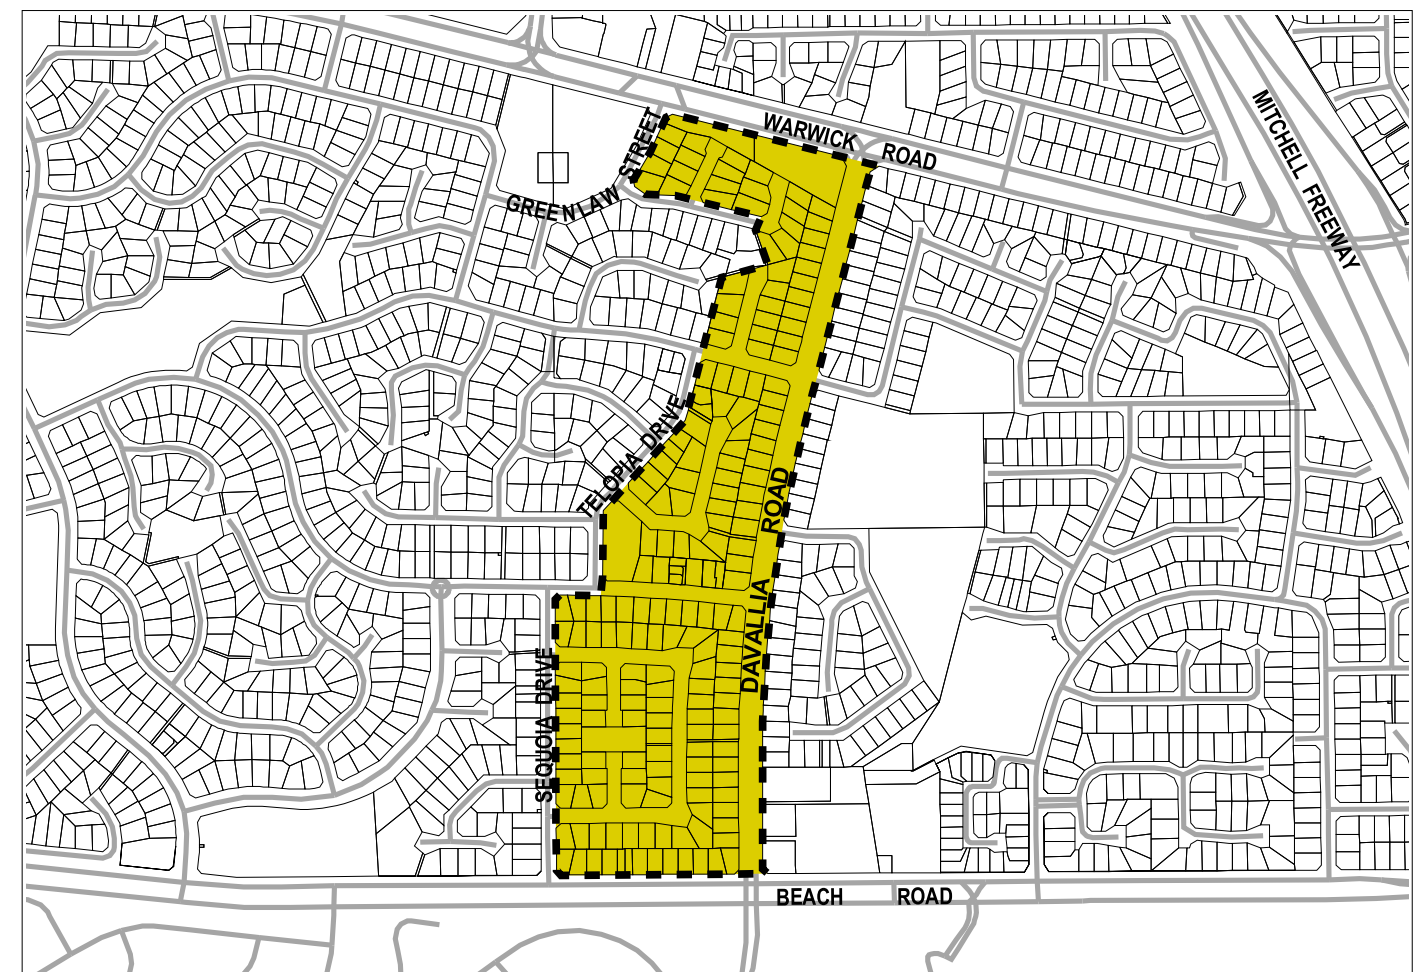 WARWICK ROAD
MITCHELL FREEWAY
GREENLAW STREET
TELOPIA DRIVE
DAVALLIA ROAD
SEQUOIA DRIVE
BEACH ROAD